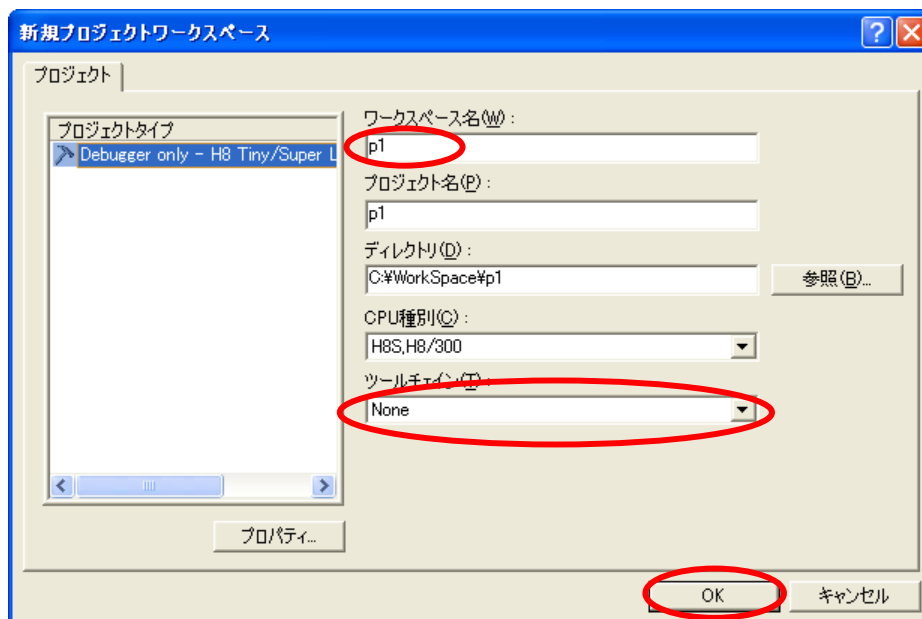 新規プロジェクトワークスペース
プロジェクト
プロジェクトタイプ
Debugger only - H8 Tiny/Super L
ワークスペース名(W) :
p1
プロジェクト名(P) :
p1
ディレクトリ(D) :
C:¥WorkSpace¥p1
参照(B)...
CPU種別(C) :
H8S,H8/300
ツールチェイン(T) :
None
プロパティ...
OK
キャンセル